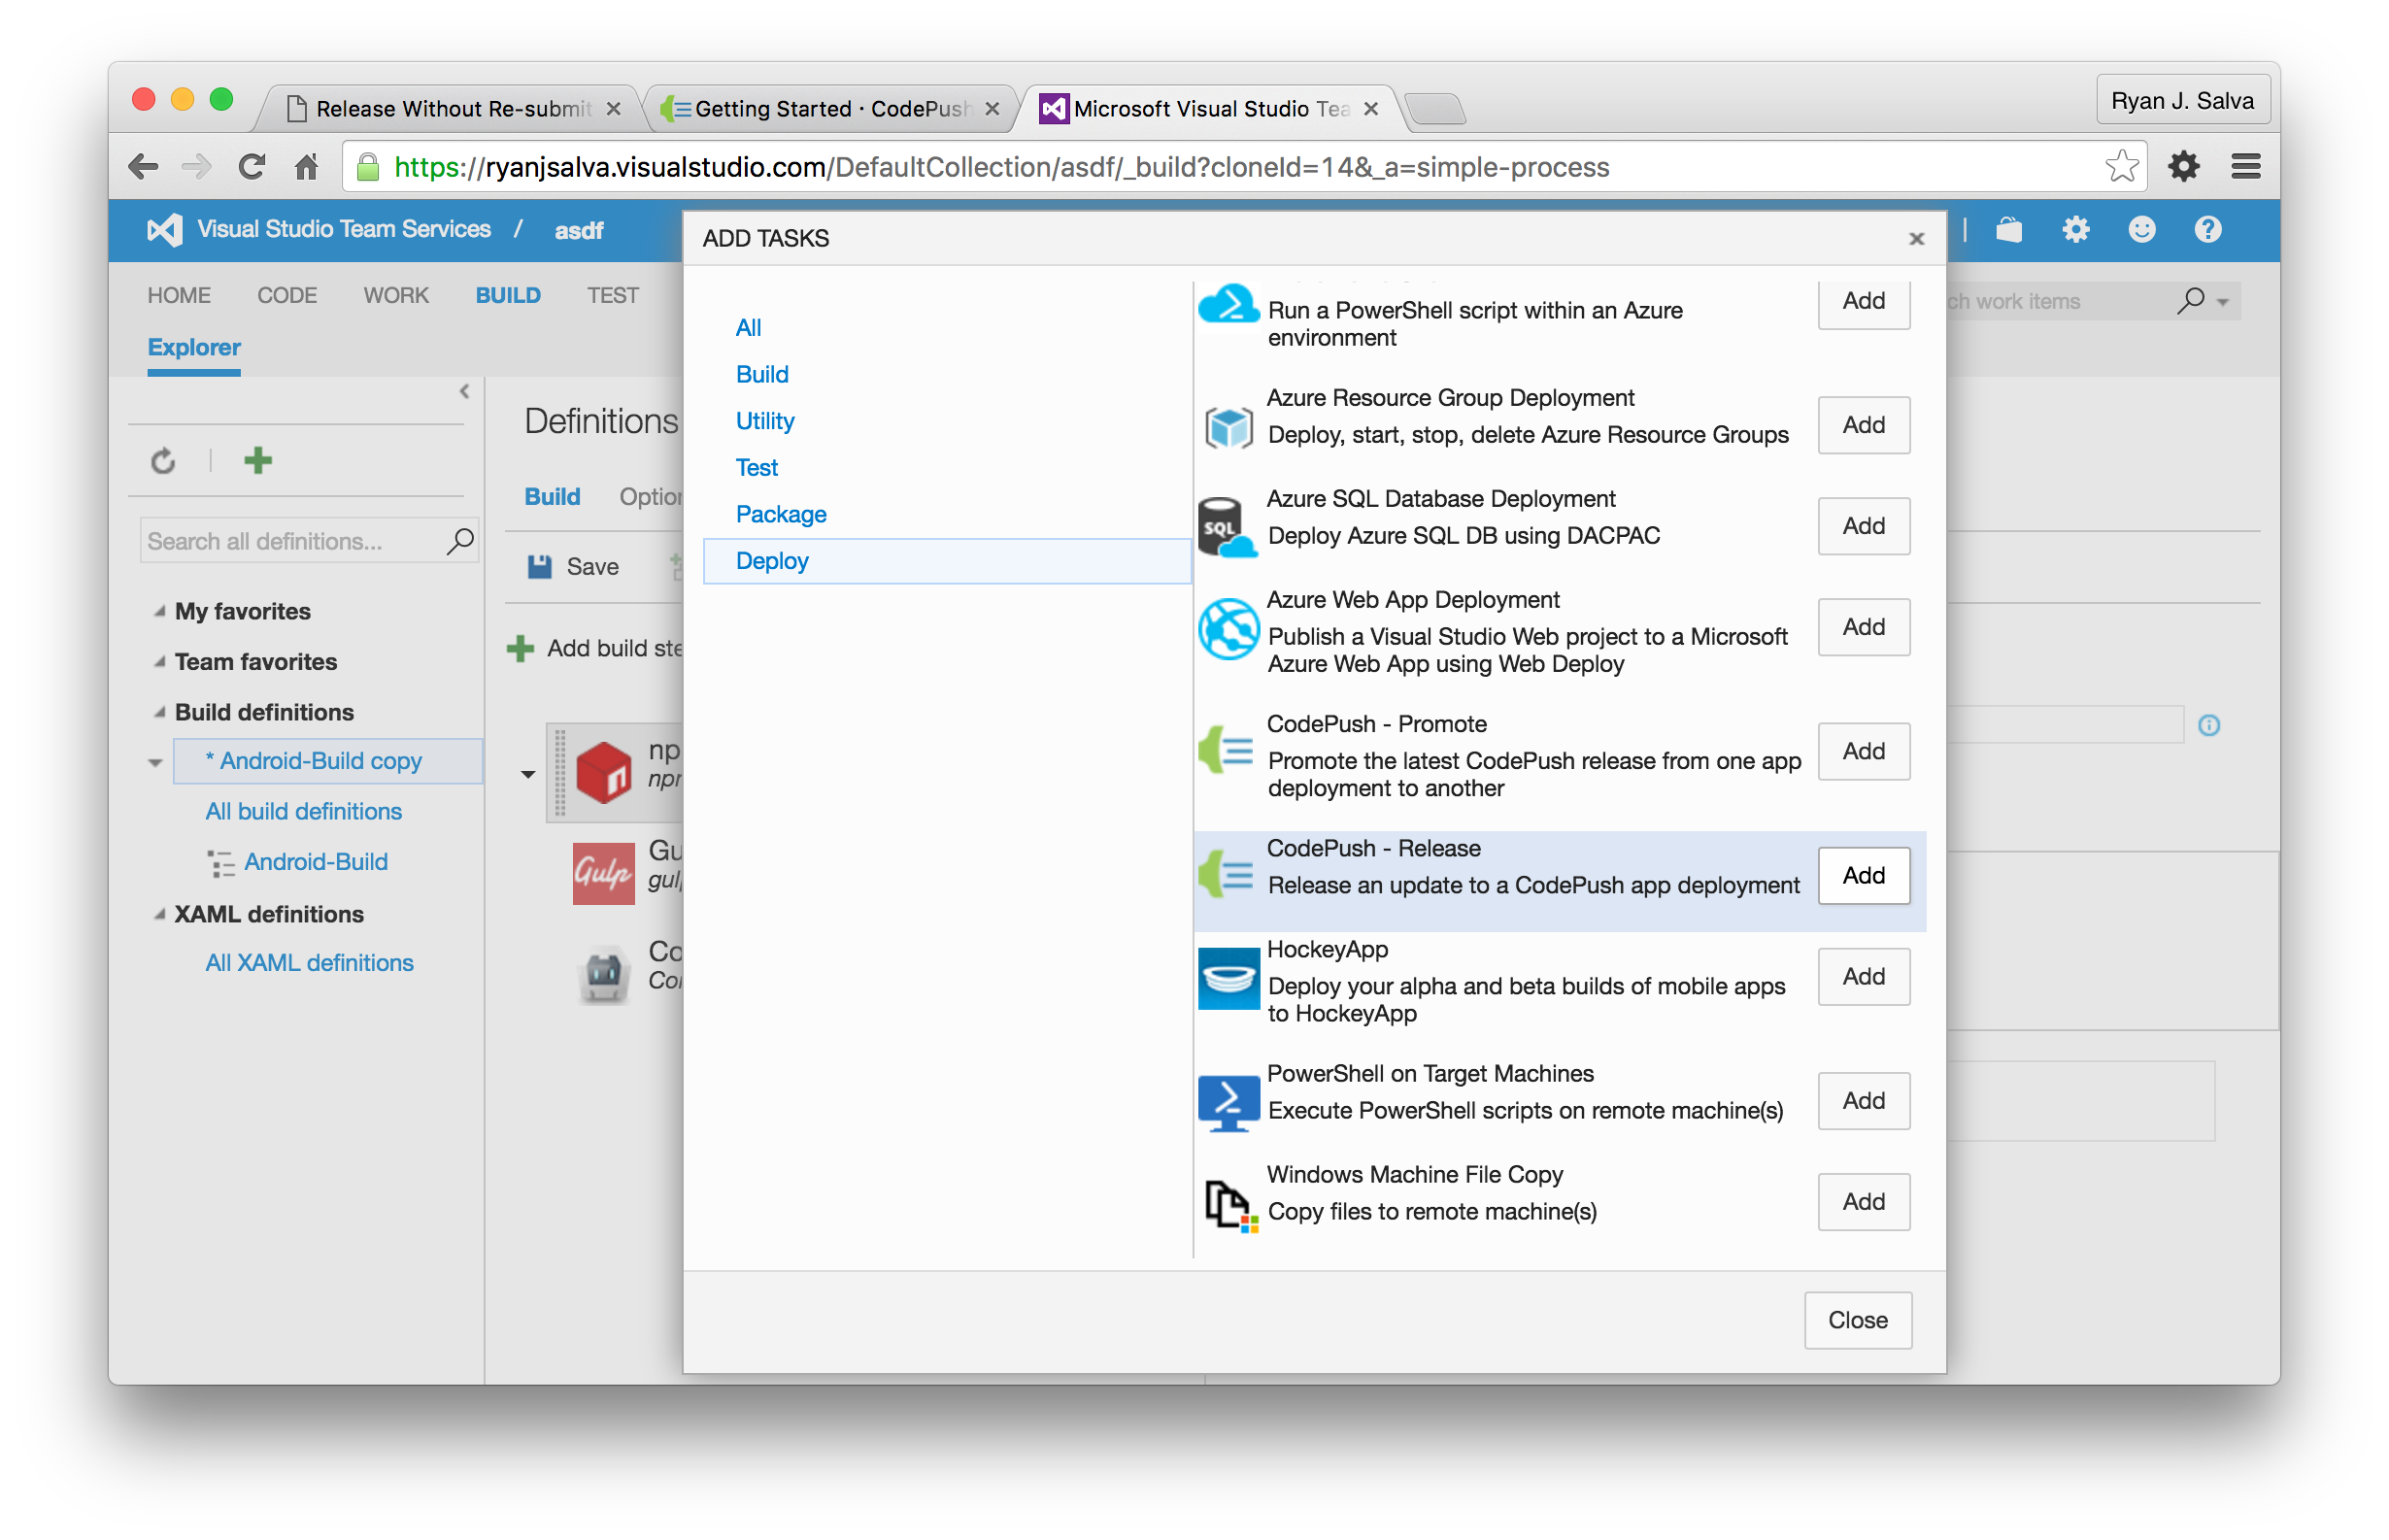 Release Without Re-submit
Getting Started · CodePush
Microsoft Visual Studio Tea
Ryan J. Salva
https://ryanjsalva.visualstudio.com/DefaultCollection/asdf/_build?cloneId=14&_a=simple-process
Visual Studio Team Services / asdf
HOME CODE WORK BUILD TEST
ch work items
Explorer
Search all definitions...
My favorites
Team favorites
Build definitions
* Android-Build copy
All build definitions
Android-Build
XAML definitions
All XAML definitions
Definitions
Build Option
Save
Add build ste
np
npm
Gu
Gulp
gulp
Co
Cor
ADD TASKS
All
Build
Utility
Test
Package
Deploy
Run a PowerShell script within an Azure
environment
Add
Azure Resource Group Deployment
Deploy, start, stop, delete Azure Resource Groups
Add
Azure SQL Database Deployment
SQL
Deploy Azure SQL DB using DACPAC
Add
Azure Web App Deployment
Publish a Visual Studio Web project to a Microsoft
Azure Web App using Web Deploy
Add
CodePush - Promote
Promote the latest CodePush release from one app
deployment to another
Add
CodePush - Release
Release an update to a CodePush app deployment
Add
HockeyApp
Deploy your alpha and beta builds of mobile apps
to HockeyApp
Add
PowerShell on Target Machines
Execute PowerShell scripts on remote machine(s)
Add
Windows Machine File Copy
Copy files to remote machine(s)
Add
Close